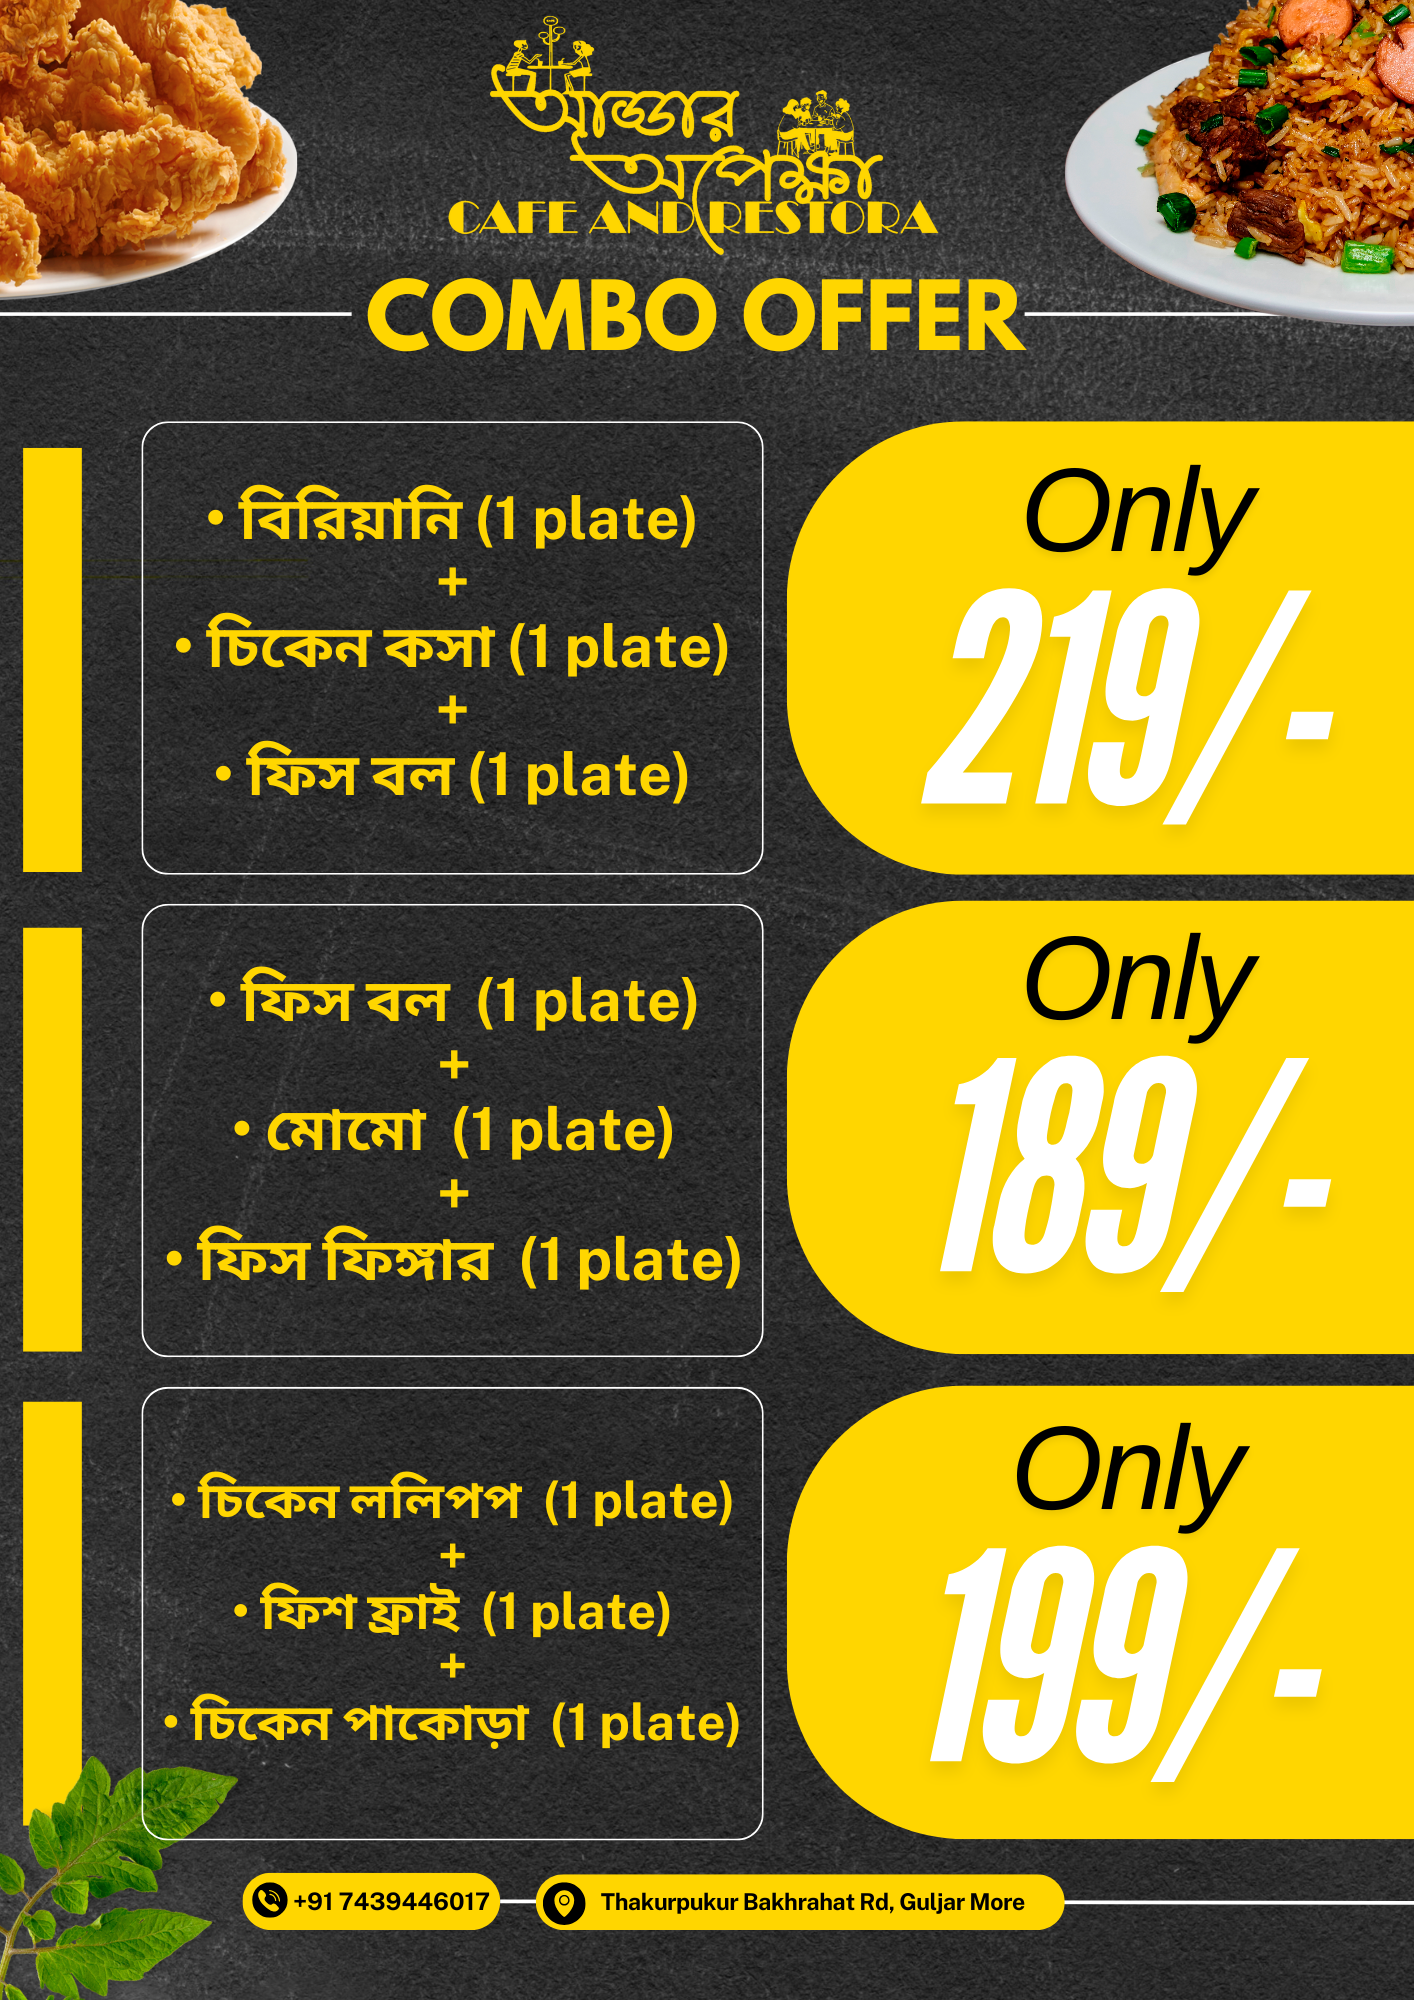 আড্ডার
অপেক্ষা
CAFE AND RESTORA
COMBO OFFER
• বিরিয়ানি (1 plate)
+
• চিকেন কসা (1 plate)
+
• ফিস বল (1 plate)
Only
219/-
• ফিস বল (1 plate)
+
• মোমো (1 plate)
+
• ফিস ফিঙ্গার (1 plate)
Only
189/-
• চিকেন ললিপপ (1 plate)
+
• ফিশ ফ্রাই (1 plate)
+
• চিকেন পাকোড়া (1 plate)
Only
199/-
+91 7439446017
Thakurpukur Bakhrahat Rd, Guljar More